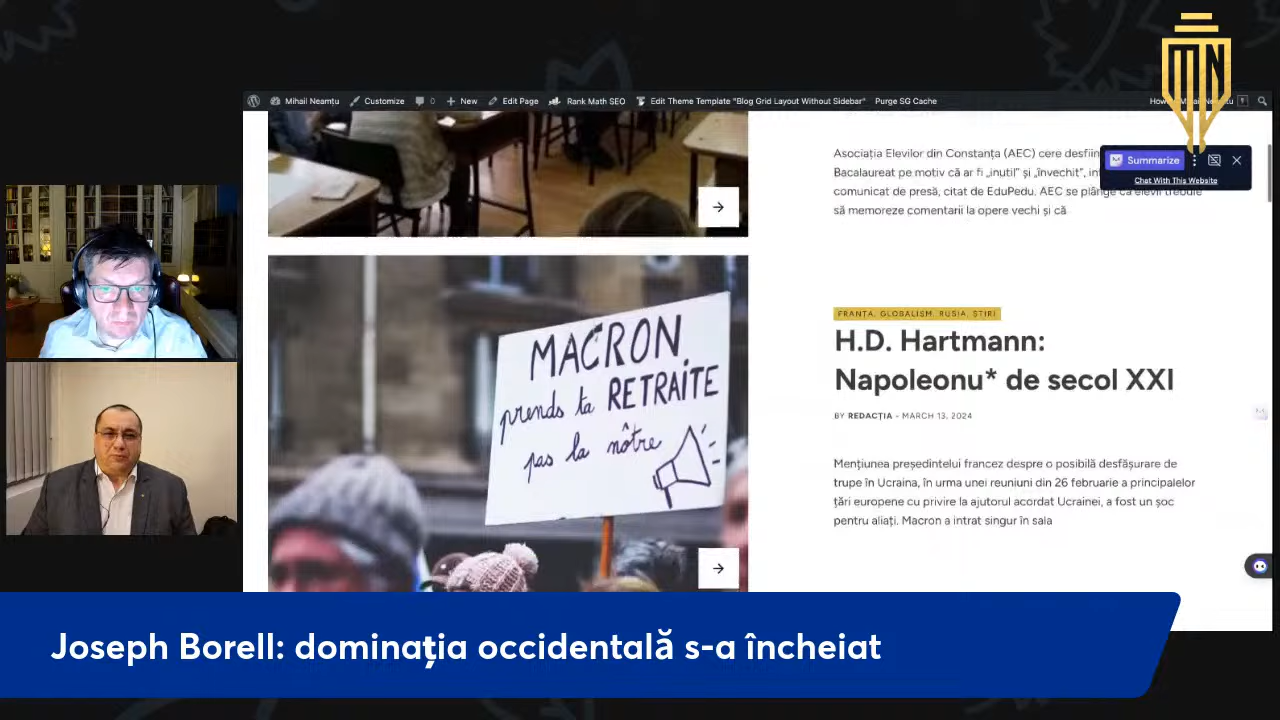 MN
Mihail Neamțu
Customize
0
New
Edit Page
Rank Math SEO
Edit Theme Template "Blog Grid Layout Without Sidebar"
Purge SG Cache
Summarize
Chat With This Website
Asociația Elevilor din Constanța (AEC) cere
Bacalaureat pe motiv că ar fi „inutil” și „învechit”,
comunicat de presă, citat de EduPedu. AEC se plânge că elevii trebuie
să memoreze comentarii la opere vechi și că
MACRON
prends ta RETRAITE
pas la nôtre
FRANȚA, GLOBALISM, RUSIA, ȘTIRI
H.D. Hartmann:
Napoleonu* de secol XXI
BY REDACȚIA - MARCH 13, 2024
Mențiunea președintelui francez despre o posibilă desfășurare de
trupe în Ucraina, în urma unei reuniuni din 26 februarie a principalelor
țări europene cu privire la ajutorul acordat Ucrainei, a fost un șoc
pentru aliați. Macron a intrat singur în sala
Joseph Borell: dominația occidentală s-a încheiat